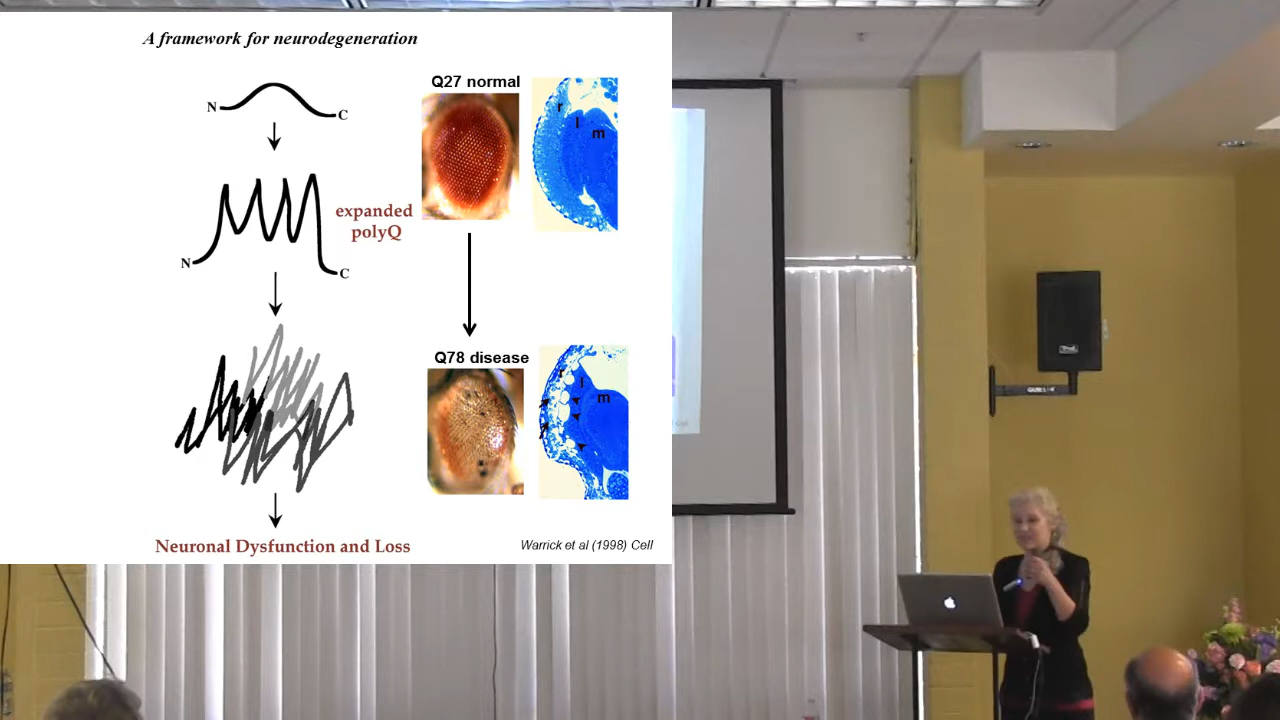 A framework for neurodegeneration
N
C
expanded
polyQ
N
C
Neuronal Dysfunction and Loss
Q27 normal
r
l
m
Q78 disease
r
l
m
Warrick et al (1998) Cell